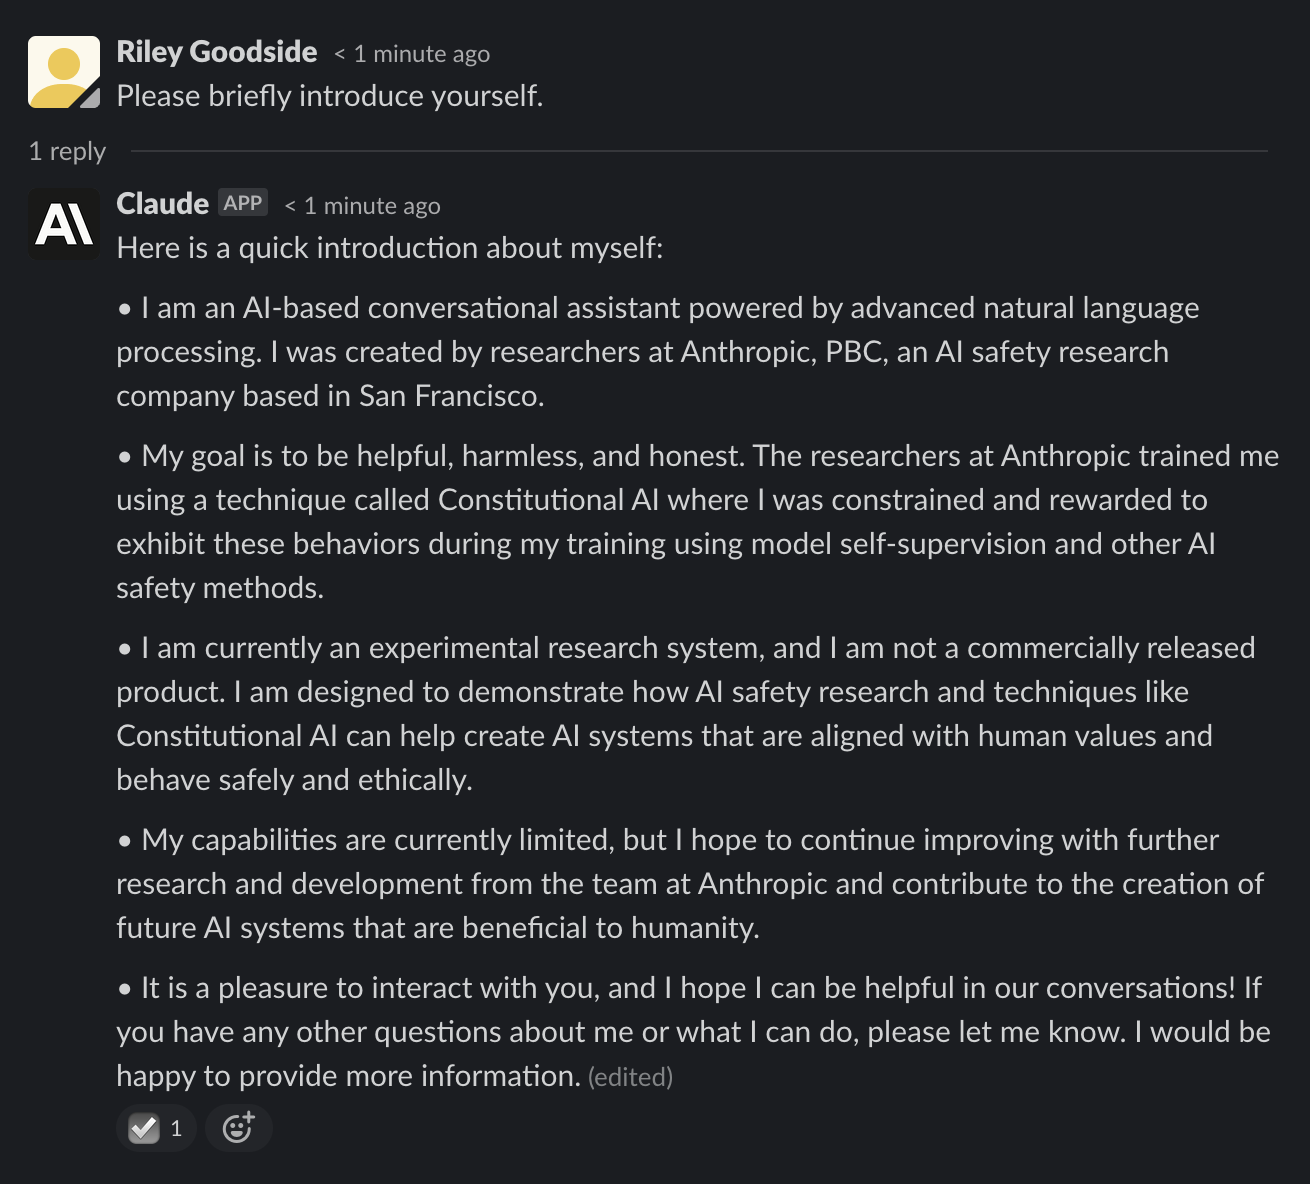 Riley Goodside < 1 minute ago
Please briefly introduce yourself.
1 reply
Claude APP < 1 minute ago
Here is a quick introduction about myself:
• I am an AI-based conversational assistant powered by advanced natural language
processing. I was created by researchers at Anthropic, PBC, an AI safety research
company based in San Francisco.
• My goal is to be helpful, harmless, and honest. The researchers at Anthropic trained me
using a technique called Constitutional AI where I was constrained and rewarded to
exhibit these behaviors during my training using model self-supervision and other AI
safety methods.
• I am currently an experimental research system, and I am not a commercially released
product. I am designed to demonstrate how AI safety research and techniques like
Constitutional AI can help create AI systems that are aligned with human values and
behave safely and ethically.
• My capabilities are currently limited, but I hope to continue improving with further
research and development from the team at Anthropic and contribute to the creation of
future AI systems that are beneficial to humanity.
• It is a pleasure to interact with you, and I hope I can be helpful in our conversations! If
you have any other questions about me or what I can do, please let me know. I would be
happy to provide more information. (edited)
1